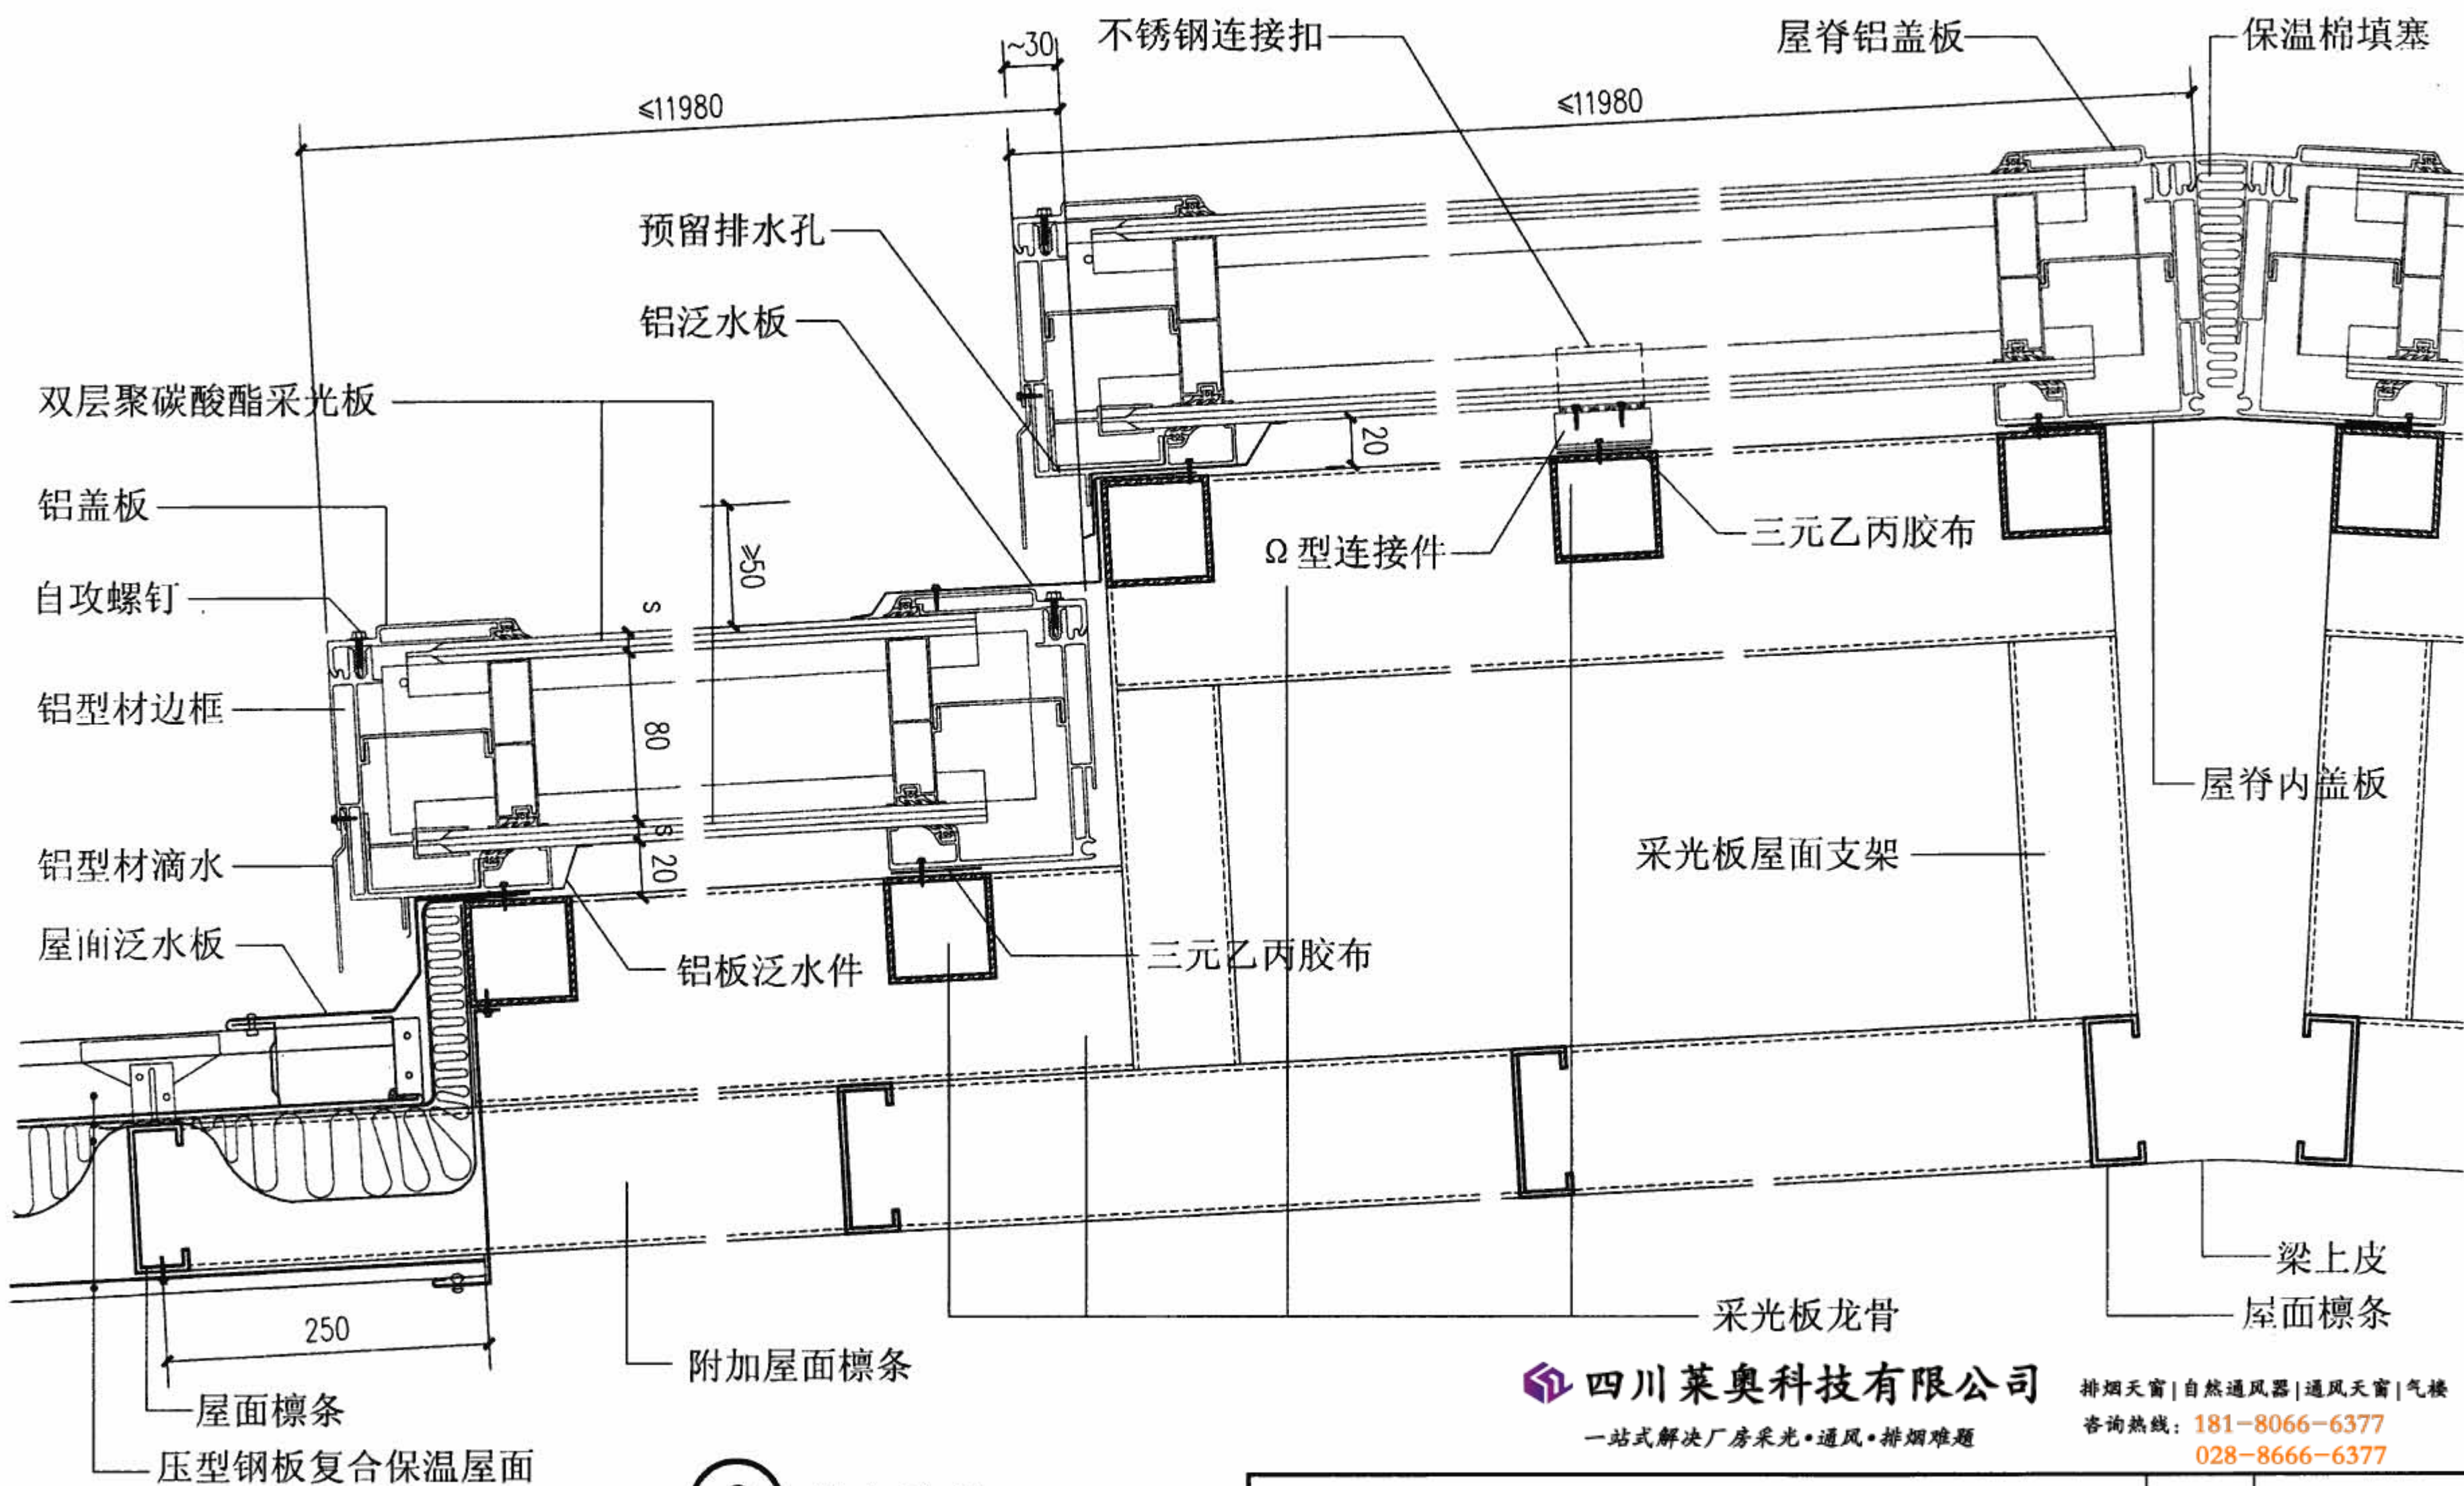 ~30
不锈钢连接扣
屋脊铝盖板
保温棉填塞
≤11980
≤11980
预留排水孔
铝泛水板
双层聚碳酸酯采光板
20
铝盖板
≥50
Ω型连接件
三元乙丙胶布
自攻螺钉
s
铝型材边框
80
屋脊内盖板
s
铝型材滴水
20
采光板屋面支架
屋面泛水板
铝板泛水件
三元乙丙胶布
梁上皮
采光板龙骨
屋面檩条
250
附加屋面檩条
屋面檩条
压型钢板复合保温屋面
四川莱奥科技有限公司
一站式解决厂房采光·通风·排烟难题
排烟天窗|自然通风器|通风天窗|气楼
咨询热线：181-8066-6377
028-8666-6377